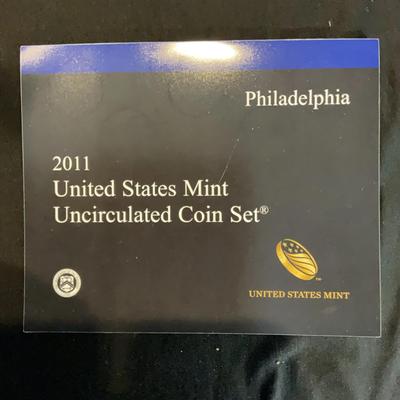 Philadelphia
2011
United States Mint
Uncirculated Coin Set®
UNITED STATES MINT